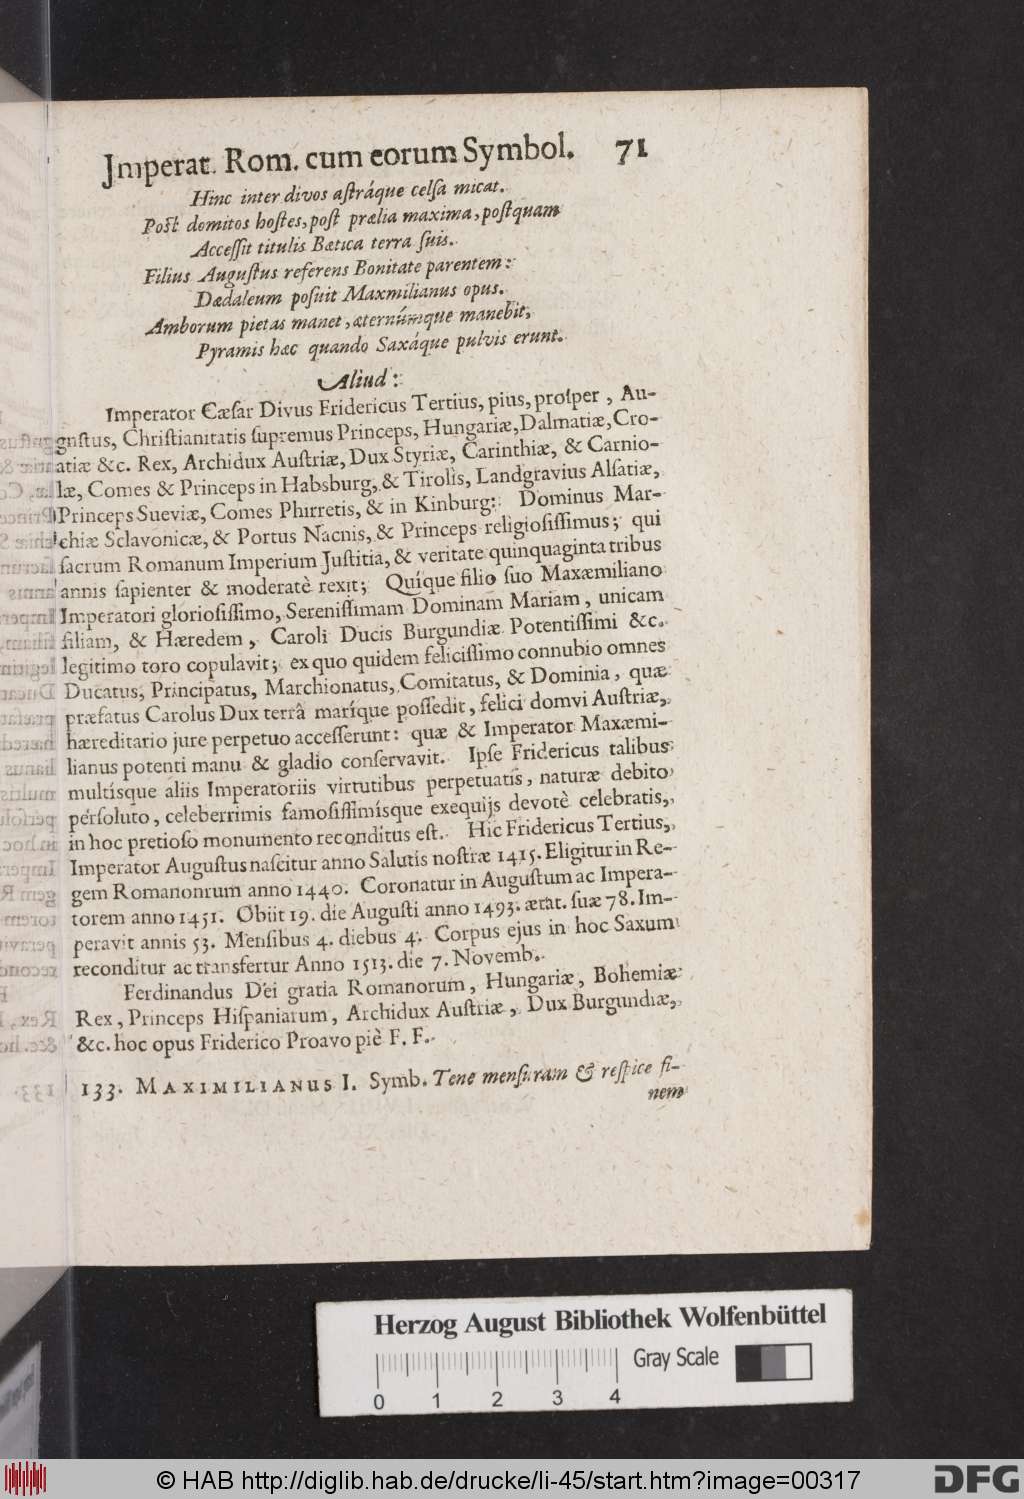 Imperat. Rom. cum eorum Symbol. 71
Hinc inter divos astráque celsa micat.
Post domitos hostes, post prælia maxima, postquam
Accessit titulis Bætica terra suis.
Filius Augustus referens Bonitate parentem:
Dædaleum posuit Maxmilianus opus.
Amborum pietas manet, æternúmque manebit,
Pyramis hæc quando Saxáque pulvis erunt.
Aliud:
Imperator Cæsar Divus Fridericus Tertius, pius, prosper, Au-
gnstus, Christianitatis supremus Princeps, Hungariæ, Dalmatiæ, Cro-
atiæ &c. Rex, Archidux Austriæ, Dux Styriæ, Carinthiæ, & Carnio-
læ, Comes & Princeps in Habsburg, & Tirolis, Landgravius Alsatiæ,
Princeps Sueviæ, Comes Phirretis, & in Kinburg: Dominus Mar-
chiæ Sclavonicæ, & Portus Nacnis, & Princeps religiosissimus; qui
sacrum Romanum Imperium Justitia, & veritate quinquaginta tribus
annis sapienter & moderatè rexit; Quíque filio suo Maxæmiliano
Imperatori gloriosissimo, Serenissimam Dominam Mariam, unicam
filiam, & Hæredem, Caroli Ducis Burgundiæ Potentissimi &c.
legitimo toro copulavit; ex quo quidem felicissimo connubio omnes
Ducatus, Principatus, Marchionatus, Comitatus, & Dominia, quæ
præfatus Carolus Dux terrâ maríque possedit, felici domvi Austriæ,
hæreditario jure perpetuo accesserunt: quæ & Imperator Maxæmi-
lianus potenti manu & gladio conservavit. Ipse Fridericus talibus
multísque aliis Imperatoriis virtutibus perpetuatis, naturæ debito
persoluto, celeberrimis famosissimísque exequijs devotè celebratis,
in hoc pretioso monumento reconditus est. Hic Fridericus Tertius,
Imperator Augustus nascitur anno Salutis nostræ 1415. Eligitur in Re-
gem Romanonrum anno 1440. Coronatur in Augustum ac Impera-
torem anno 1451. Obiit 19. die Augusti anno 1493. ætat. suæ 78. Im-
peravit annis 53. Mensibus 4. diebus 4. Corpus ejus in hoc Saxum
reconditur ac transfertur Anno 1513. die 7. Novemb.
Ferdinandus Dei gratia Romanorum, Hungariæ, Bohemiæ
Rex, Princeps Hispaniarum, Archidux Austriæ, Dux Burgundiæ,
&c. hoc opus Friderico Proavo piè F. F.
133. MAXIMILIANUS I. Symb. Tene mensuram & respice fi-
nem
Herzog August Bibliothek Wolfenbüttel
Gray Scale
0 1 2 3 4
© HAB http://diglib.hab.de/drucke/li-45/start.htm?image=00317
DFG